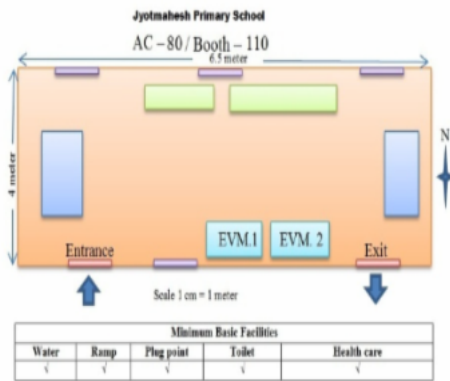 Jyotmahesh Primary School
AC – 80 / Booth – 110
6.5 meter
4 meter
N
EVM.1 EVM. 2
Entrance Exit
Scale 1 cm = 1 meter
Minimum Basic Facilities
Water Ramp Plug point Toilet Health care
√ √ √ √ √